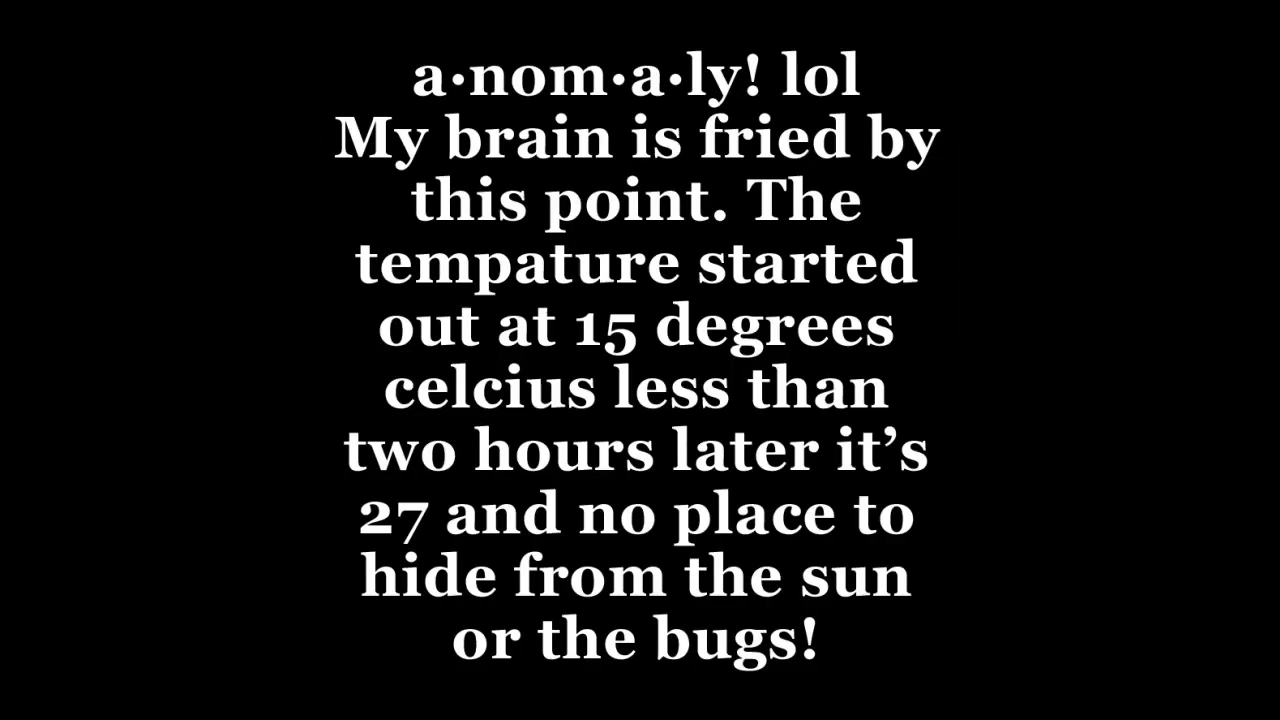 a·nom·a·ly! lol
My brain is fried by
this point. The
tempature started
out at 15 degrees
celcius less than
two hours later it’s
27 and no place to
hide from the sun
or the bugs!